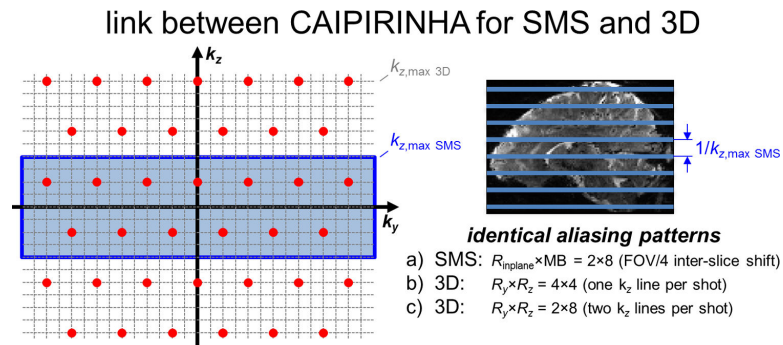 link between CAIPIRINHA for SMS and 3D
kz
kz,max 3D
kz,max SMS
ky
1/kz,max SMS
identical aliasing patterns
a) SMS: Rinplane×MB = 2×8 (FOV/4 inter-slice shift)
b) 3D: Ry×Rz = 4×4 (one kz line per shot)
c) 3D: Ry×Rz = 2×8 (two kz lines per shot)